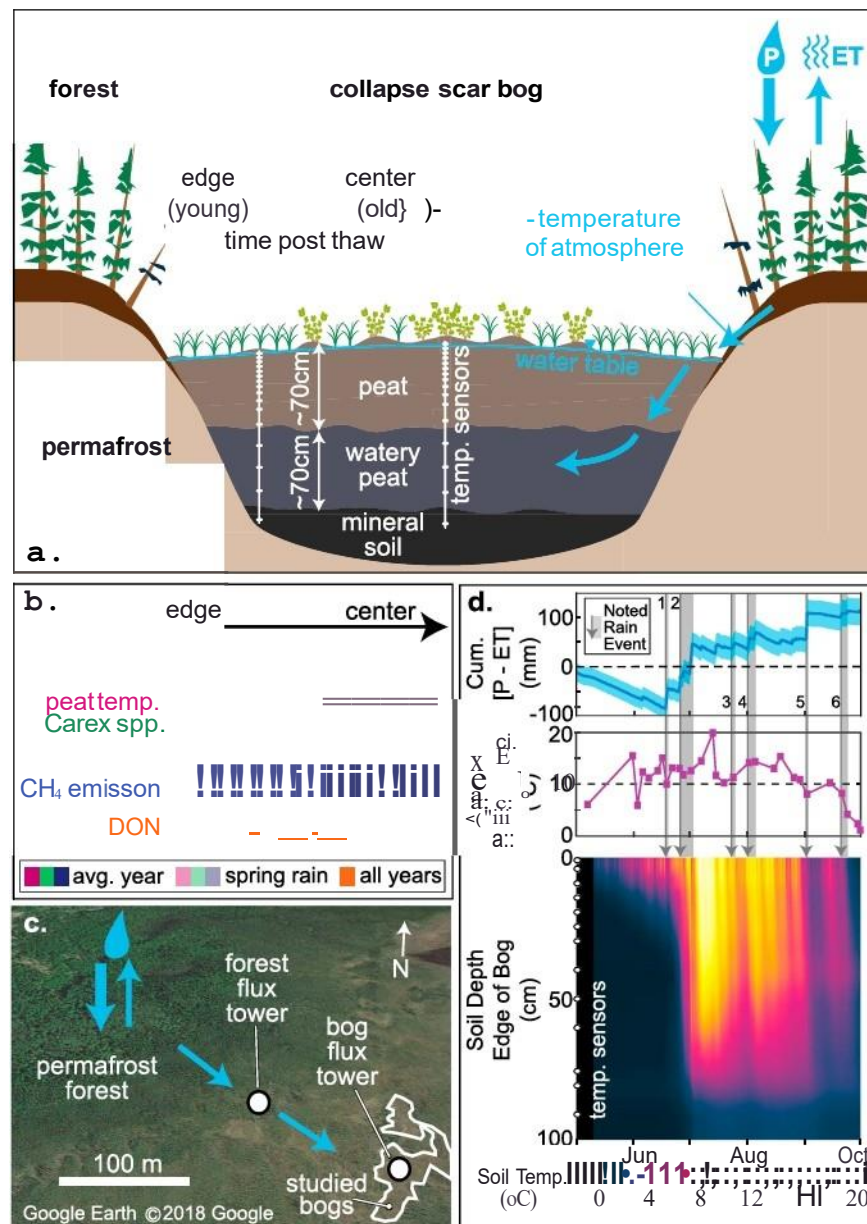 P
ET
forest
collapse scar bog
edge
center
(young)
(old} )-
time post thaw
- temperature
of atmosphere
water table
~70cm
peat
temp. sensors
permafrost
~70cm
watery
peat
mineral
soil
a.
b.
edge
center
peat temp.
Carex spp.
CH₄ emisson
DON
avg. year
spring rain
all years
c.
N
forest
flux
tower
bog
flux
tower
permafrost
forest
100 m
studied
bogs
Google Earth ©2018 Google
d.
1 2
Noted
Rain
Event
Cum.
[P - ET]
(mm)
100
0
-100
3 4 5 6
20
10
0
Soil Depth
Edge of Bog
(cm)
0
50
100
temp. sensors
Jun Aug Oct
Soil Temp.
(oC) 0 4 8 12 HI 20